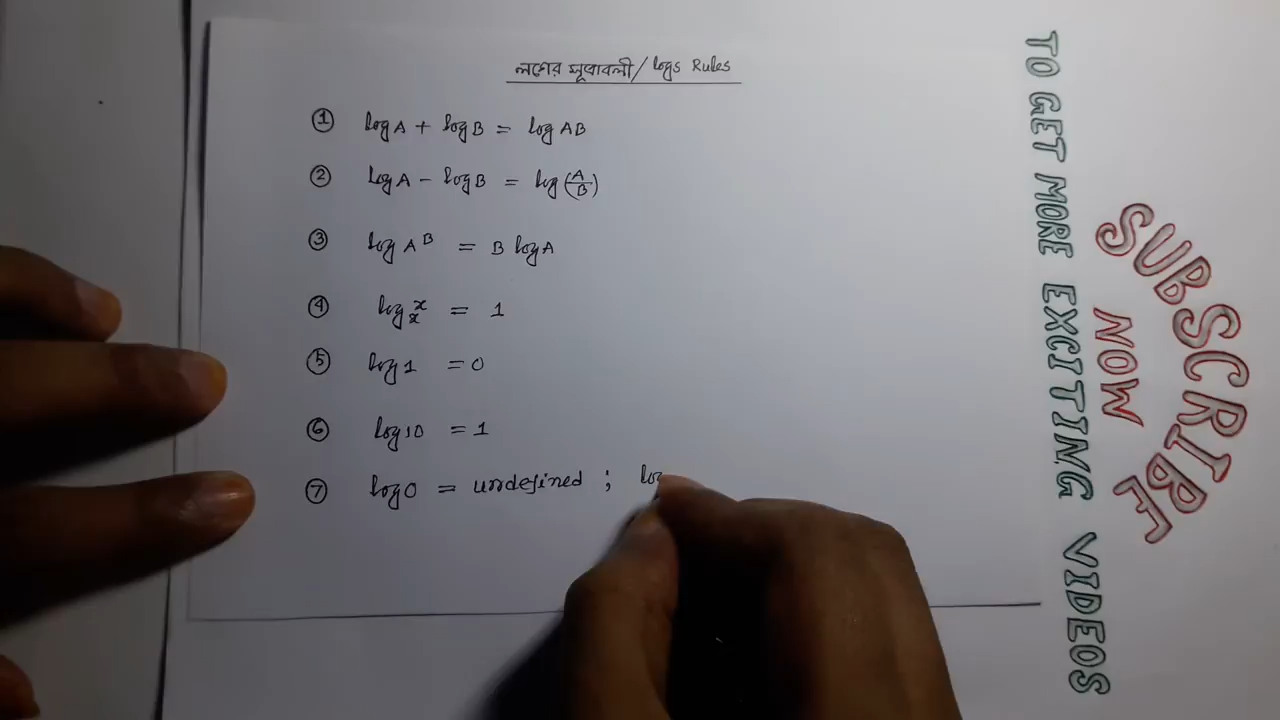 লগের সূত্রাবলী / logs Rules
① log A + log B = log AB
② log A - log B = log (A/B)
③ log A^B = B log A
④ log_x x = 1
⑤ log 1 = 0
⑥ log 10 = 1
⑦ log 0 = undefined ; log
TO GET MORE EXCITING VIDEOS
SUBSCRIBE
NOW